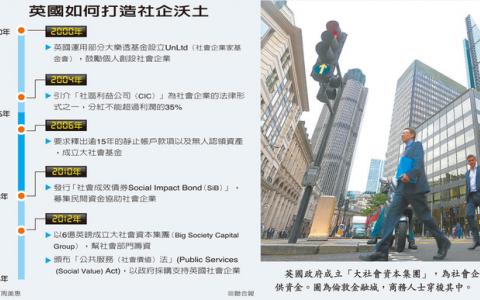 英國如何打造社企沃土
2000年
英國運用部分大樂透基金設立UnLtd（社會企業家基
金會），鼓勵個人創設社會企業
2004年
引介「社區利益公司（CIC）」為社會企業的法律形
式之一，分紅不能超過利潤的35%
2006年
要求釋出逾15年的靜止帳戶款項以及無人認領資產
，成立大社會基金
2010年
發行「社會成效債券Social Impact Bond（SiB）」，
募集民間資金協助社會企業
2012年
以6億英鎊成立大社會資本集團（Big Society Capital
Group），幫社會部門籌資
頒布「公共服務（社會價值）法」(Public Services
(Social Value) Act)，以政府採購支持英國社會企業
周美惠
聯合報
英國政府成立「大社會資本集團」，為社會企
供資金。圖為倫敦金融城，商務人士穿梭其中。